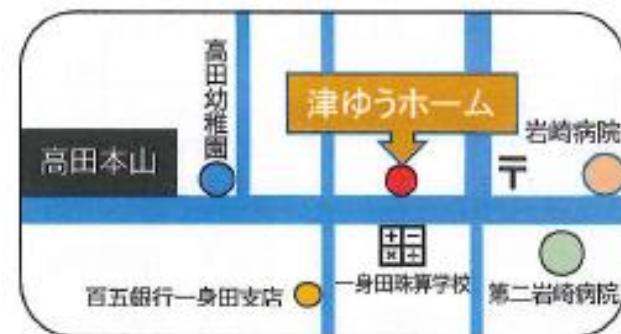 高田幼稚園
津ゆうホーム
岩崎病院
高田本山
〒
一身田珠算学校
百五銀行一身田支店
第二岩崎病院